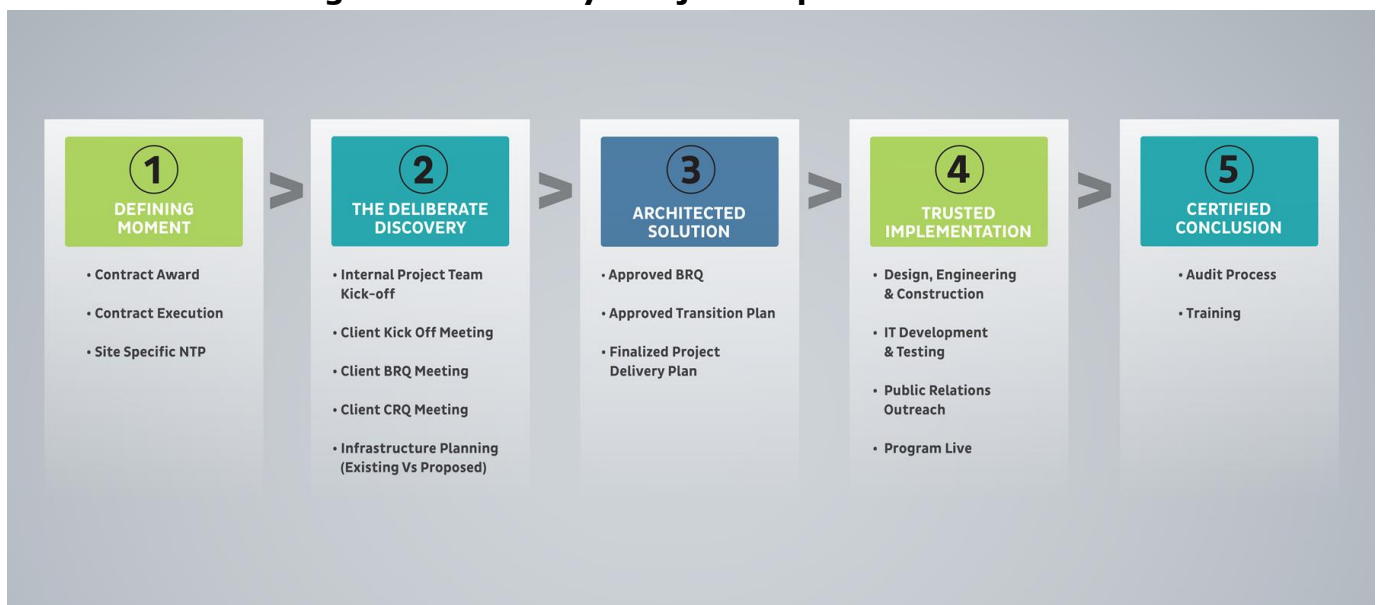 1
DEFINING
MOMENT
• Contract Award
• Contract Execution
• Site Specific NTP
>
2
THE DELIBERATE
DISCOVERY
• Internal Project Team
Kick-off
• Client Kick Off Meeting
• Client BRQ Meeting
• Client CRQ Meeting
• Infrastructure Planning
(Existing Vs Proposed)
>
3
ARCHITECTED
SOLUTION
• Approved BRQ
• Approved Transition Plan
• Finalized Project
Delivery Plan
>
4
TRUSTED
IMPLEMENTATION
• Design, Engineering
& Construction
• IT Development
& Testing
• Public Relations
Outreach
• Program Live
>
5
CERTIFIED
CONCLUSION
• Audit Process
• Training